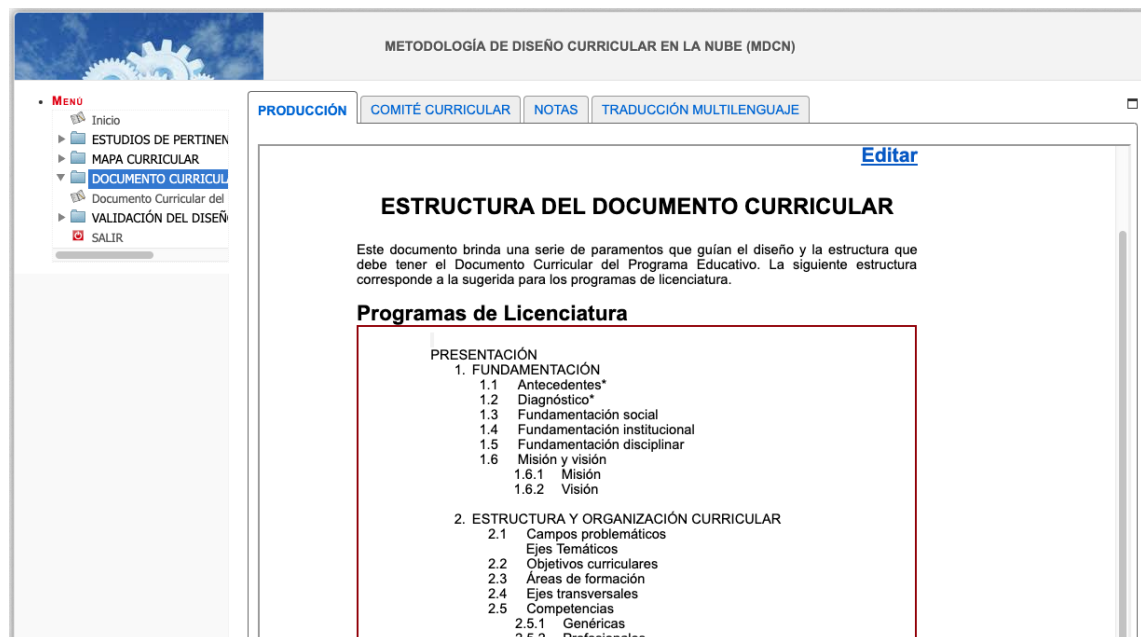 METODOLOGÍA DE DISEÑO CURRICULAR EN LA NUBE (MDCN)
MENÚ
Inicio
ESTUDIOS DE PERTINEN
MAPA CURRICULAR
DOCUMENTO CURRICUL
Documento Curricular del
VALIDACIÓN DEL DISEÑ
SALIR
PRODUCCIÓN
COMITÉ CURRICULAR
NOTAS
TRADUCCIÓN MULTILENGUAJE
Editar
ESTRUCTURA DEL DOCUMENTO CURRICULAR
Este documento brinda una serie de paramentos que guían el diseño y la estructura que
debe tener el Documento Curricular del Programa Educativo. La siguiente estructura
corresponde a la sugerida para los programas de licenciatura.
Programas de Licenciatura
PRESENTACIÓN
1. FUNDAMENTACIÓN
1.1 Antecedentes*
1.2 Diagnóstico*
1.3 Fundamentación social
1.4 Fundamentación institucional
1.5 Fundamentación disciplinar
1.6 Misión y visión
1.6.1 Misión
1.6.2 Visión
2. ESTRUCTURA Y ORGANIZACIÓN CURRICULAR
2.1 Campos problemáticos
Ejes Temáticos
2.2 Objetivos curriculares
2.3 Áreas de formación
2.4 Ejes transversales
2.5 Competencias
2.5.1 Genéricas
2.5.2 Profesionales